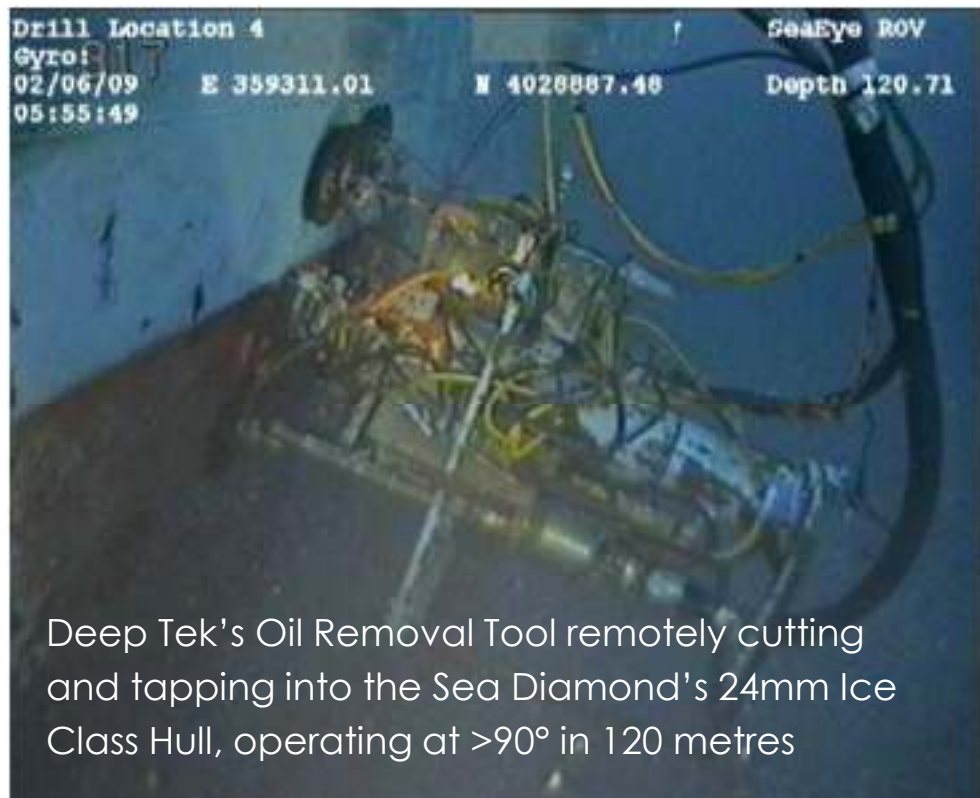 Drill Location 4 SeaEye ROV
Gyro: 317
02/06/09 E 359311.01 N 4028887.48 Depth 120.71
05:55:49
Deep Tek's Oil Removal Tool remotely cutting
and tapping into the Sea Diamond's 24mm Ice
Class Hull, operating at >90° in 120 metres